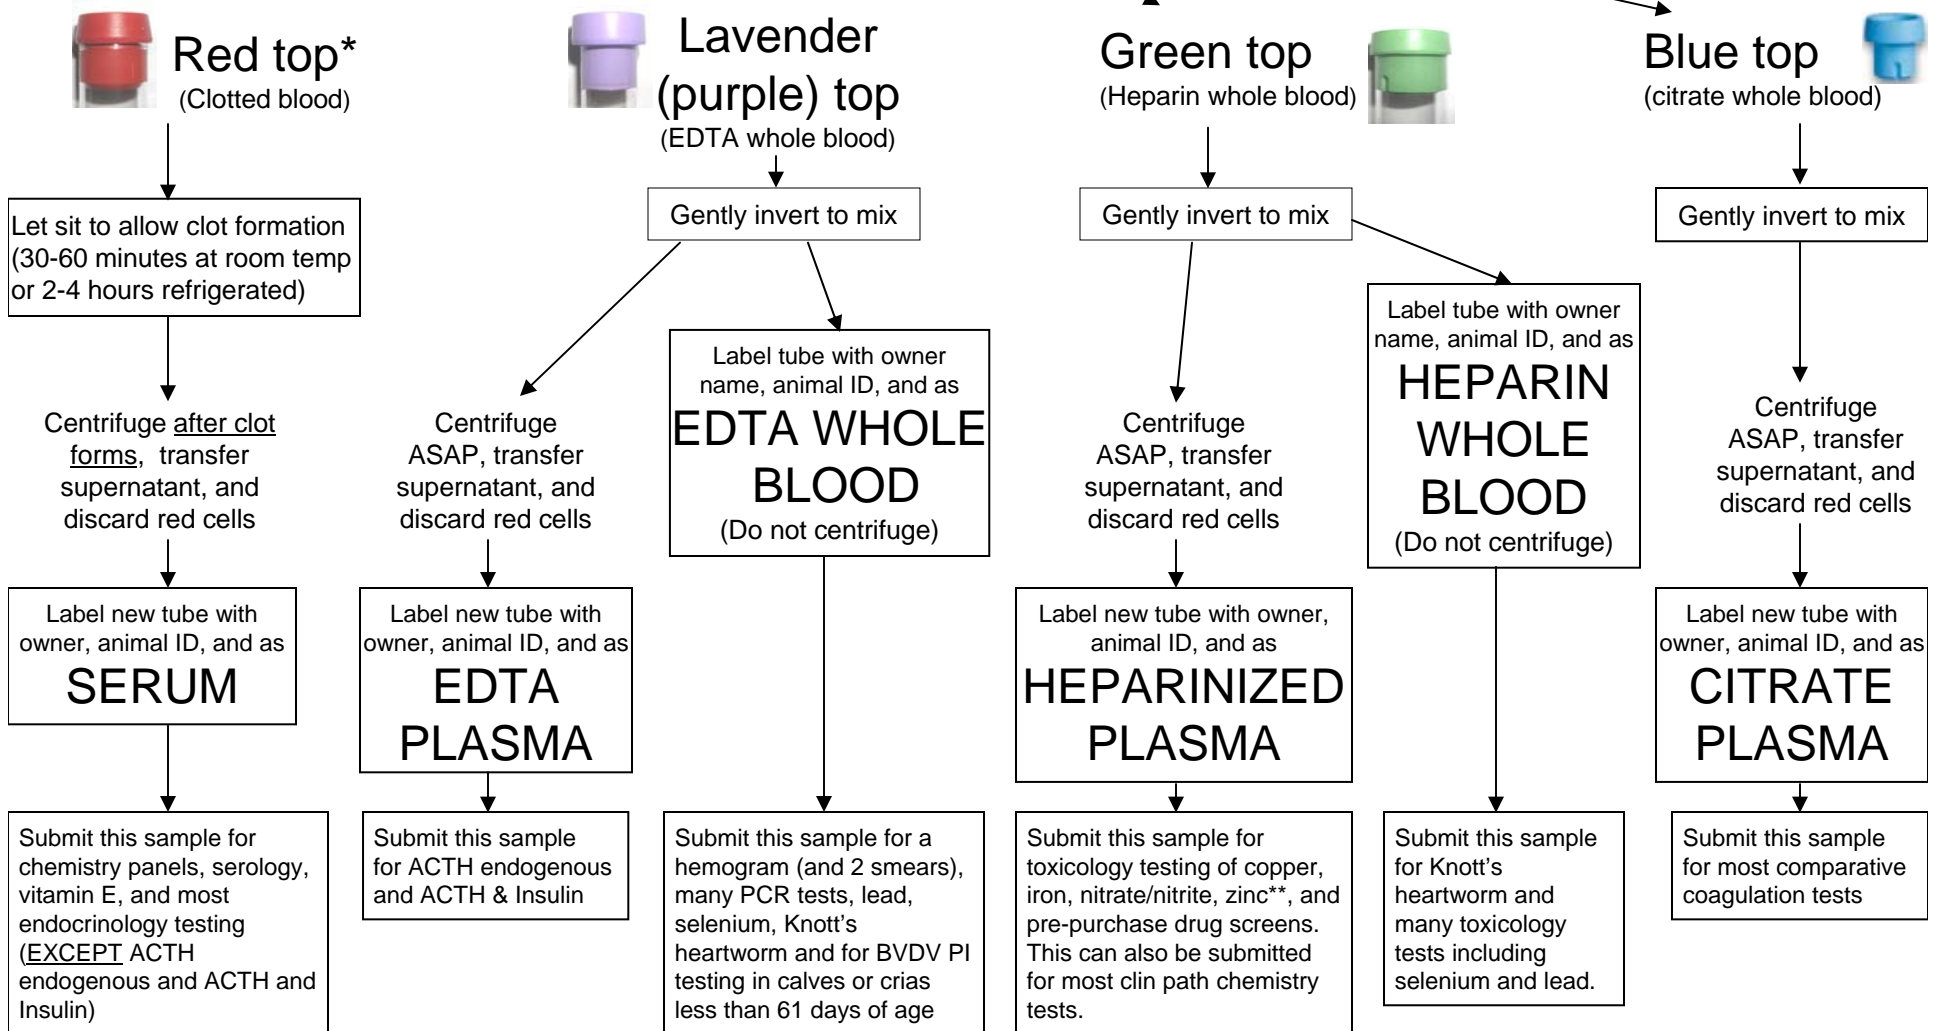 Red top*
(Clotted blood)
Let sit to allow clot formation
(30-60 minutes at room temp
or 2-4 hours refrigerated)
Centrifuge after clot
forms, transfer
supernatant, and
discard red cells
Label new tube with
owner, animal ID, and as
SERUM
Submit this sample for
chemistry panels, serology,
vitamin E, and most
endocrinology testing
(EXCEPT ACTH
endogenous and ACTH and
Insulin)
Lavender
(purple) top
(EDTA whole blood)
Gently invert to mix
Centrifuge
ASAP, transfer
supernatant, and
discard red cells
Label new tube with
owner, animal ID, and as
EDTA
PLASMA
Submit this sample
for ACTH endogenous
and ACTH & Insulin
Label tube with owner
name, animal ID, and as
EDTA WHOLE
BLOOD
(Do not centrifuge)
Submit this sample for a
hemogram (and 2 smears),
many PCR tests, lead,
selenium, Knott's
heartworm and for BVDV PI
testing in calves or crias
less than 61 days of age
Green top
(Heparin whole blood)
Gently invert to mix
Centrifuge
ASAP, transfer
supernatant, and
discard red cells
Label new tube with owner,
animal ID, and as
HEPARINIZED
PLASMA
Submit this sample for
toxicology testing of copper,
iron, nitrate/nitrite, zinc**, and
pre-purchase drug screens.
This can also be submitted
for most clin path chemistry
tests.
Label tube with owner
name, animal ID, and as
HEPARIN
WHOLE
BLOOD
(Do not centrifuge)
Submit this sample
for Knott's
heartworm and
many toxicology
tests including
selenium and lead.
Blue top
(citrate whole blood)
Gently invert to mix
Centrifuge
ASAP, transfer
supernatant, and
discard red cells
Label new tube with
owner, animal ID, and as
CITRATE
PLASMA
Submit this sample
for most comparative
coagulation tests